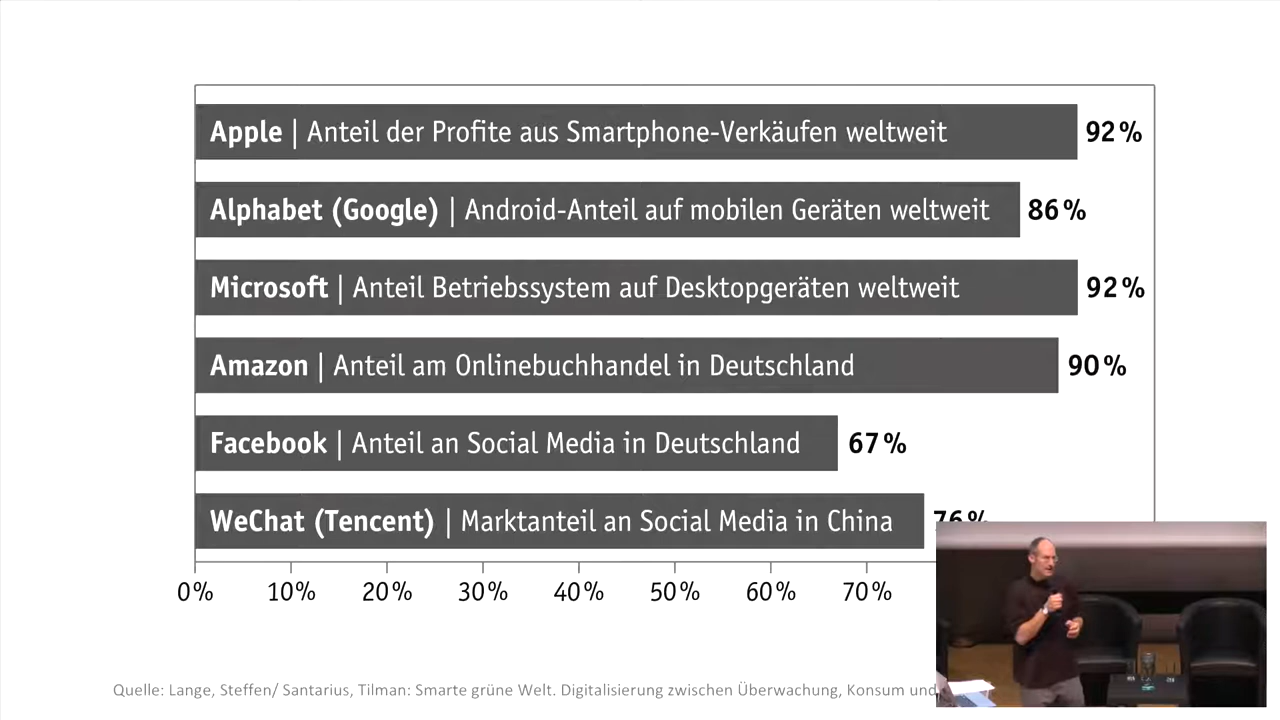 Apple | Anteil der Profite aus Smartphone-Verkäufen weltweit 92 %
Alphabet (Google) | Android-Anteil auf mobilen Geräten weltweit 86 %
Microsoft | Anteil Betriebssystem auf Desktopgeräten weltweit 92 %
Amazon | Anteil am Onlinebuchhandel in Deutschland 90 %
Facebook | Anteil an Social Media in Deutschland 67 %
WeChat (Tencent) | Marktanteil an Social Media in China 76 %
0 % 10 % 20 % 30 % 40 % 50 % 60 % 70 %
Quelle: Lange, Steffen/ Santarius, Tilman: Smarte grüne Welt. Digitalisierung zwischen Überwachung, Konsum und